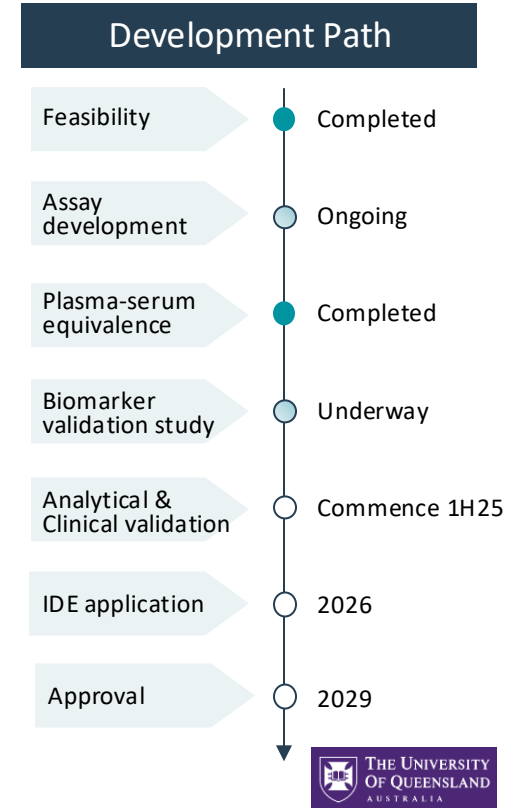 Development Path
Feasibility
Completed
Assay
development
Ongoing
Plasma-serum
equivalence
Completed
Biomarker
validation study
Underway
Analytical &
Clinical validation
Commence 1H25
IDE application
2026
Approval
2029
THE UNIVERSITY
OF QUEENSLAND
AUSTRALIA